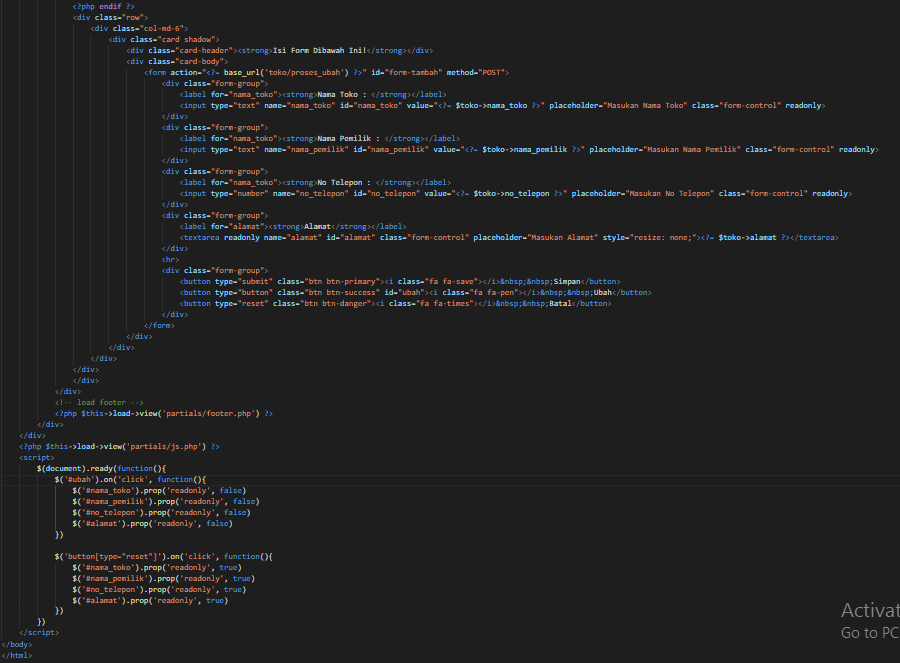 <?php endif ?>
<div class="row">
<div class="col-md-6">
<div class="card shadow">
<div class="card-header"><strong>Isi Form Dibawah Ini!</strong></div>
<div class="card-body">
<form action="<?= base_url('toko/proses_ubah') ?>" id="form-tambah" method="POST">
<div class="form-group">
<label for="nama_toko"><strong>Nama Toko : </strong></label>
<input type="text" name="nama_toko" id="nama_toko" value="<?= $toko->nama_toko ?>" placeholder="Masukan Nama Toko" class="form-control" readonly>
</div>
<div class="form-group">
<label for="nama_toko"><strong>Nama Pemilik : </strong></label>
<input type="text" name="nama_pemilik" id="nama_pemilik" value="<?= $toko->nama_pemilik ?>" placeholder="Masukan Nama Pemilik" class="form-control" readonly>
</div>
<div class="form-group">
<label for="nama_toko"><strong>No Telepon : </strong></label>
<input type="number" name="no_telepon" id="no_telepon" value="<?= $toko->no_telepon ?>" placeholder="Masukan No Telepon" class="form-control" readonly>
</div>
<div class="form-group">
<label for="alamat"><strong>Alamat</strong></label>
<textarea readonly name="alamat" id="alamat" class="form-control" placeholder="Masukan Alamat" style="resize: none;"><?= $toko->alamat ?></textarea>
</div>
<hr>
<div class="form-group">
<button type="submit" class="btn btn-primary"><i class="fa fa-save"></i>&nbsp;&nbsp;Simpan</button>
<button type="button" class="btn btn-success" id="ubah"><i class="fa fa-pen"></i>&nbsp;&nbsp;Ubah</button>
<button type="reset" class="btn btn-danger"><i class="fa fa-times"></i>&nbsp;&nbsp;Batal</button>
</div>
</form>
</div>
</div>
</div>
</div>
</div>
</div>
<!-- load footer -->
<?php $this->load->view('partials/footer.php') ?>
</div>
</div>
<?php $this->load->view('partials/js.php') ?>
<script>
$(document).ready(function(){
$('#ubah').on('click', function(){
$('#nama_toko').prop('readonly', false)
$('#nama_pemilik').prop('readonly', false)
$('#no_telepon').prop('readonly', false)
$('#alamat').prop('readonly', false)
})
$('button[type="reset"]').on('click', function(){
$('#nama_toko').prop('readonly', true)
$('#nama_pemilik').prop('readonly', true)
$('#no_telepon').prop('readonly', true)
$('#alamat').prop('readonly', true)
})
})
</script>
</body>
</html>
Activat
Go to PC